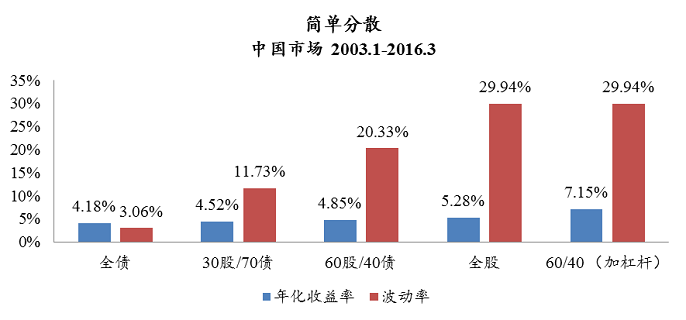 简单分散
中国市场 2003.1-2016.3
35%
30%
25%
20%
15%
10%
5%
0%
4.18%
3.06%
4.52%
11.73%
4.85%
20.33%
5.28%
29.94%
7.15%
29.94%
全债
30股/70债
60股/40债
全股
60/40 （加杠杆）
年化收益率
波动率